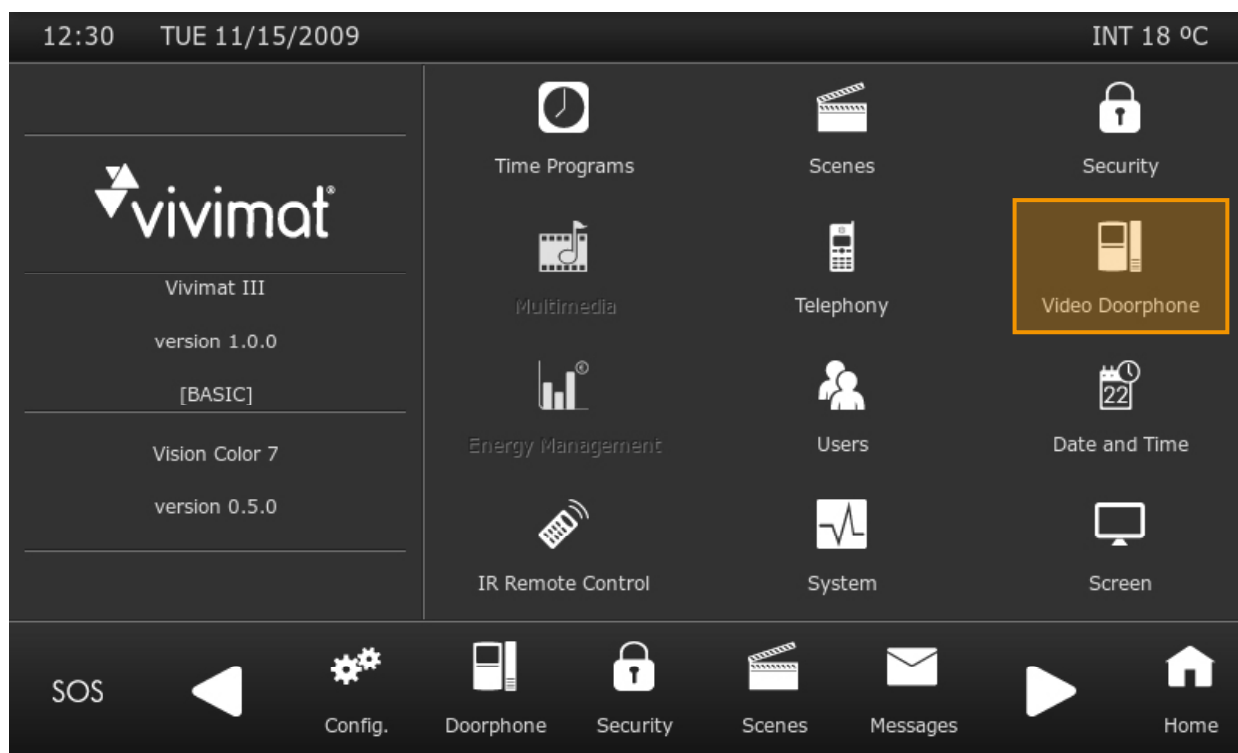 12:30 TUE 11/15/2009 INT 18 ºC
vivimat®
Vivimat III
version 1.0.0
[BASIC]
Vision Color 7
version 0.5.0
Time Programs Scenes Security
Multimedia Telephony Video Doorphone
22
Energy Management Users Date and Time
IR Remote Control System Screen
SOS Config. Doorphone Security Scenes Messages Home